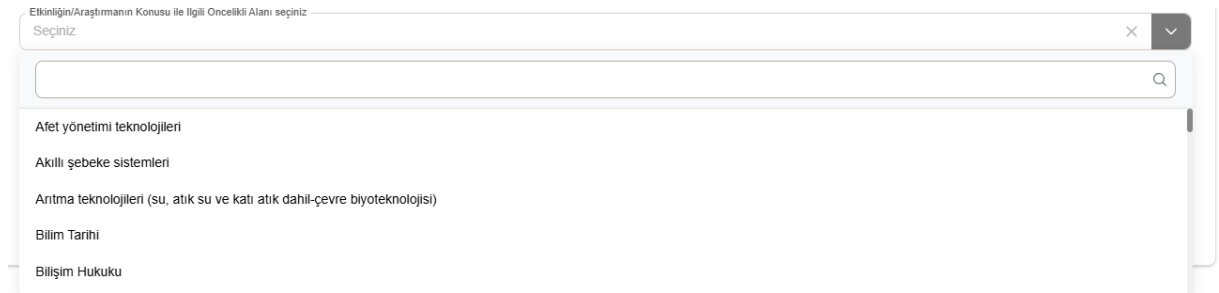 Etkinliğin/Araştırmanın Konusu ile Ilgili Oncelikli Alanı seçiniz
Seçiniz
Afet yönetimi teknolojileri
Akıllı şebeke sistemleri
Arıtma teknolojileri (su, atık su ve katı atık dahil-çevre biyoteknolojisi)
Bilim Tarihi
Bilişim Hukuku